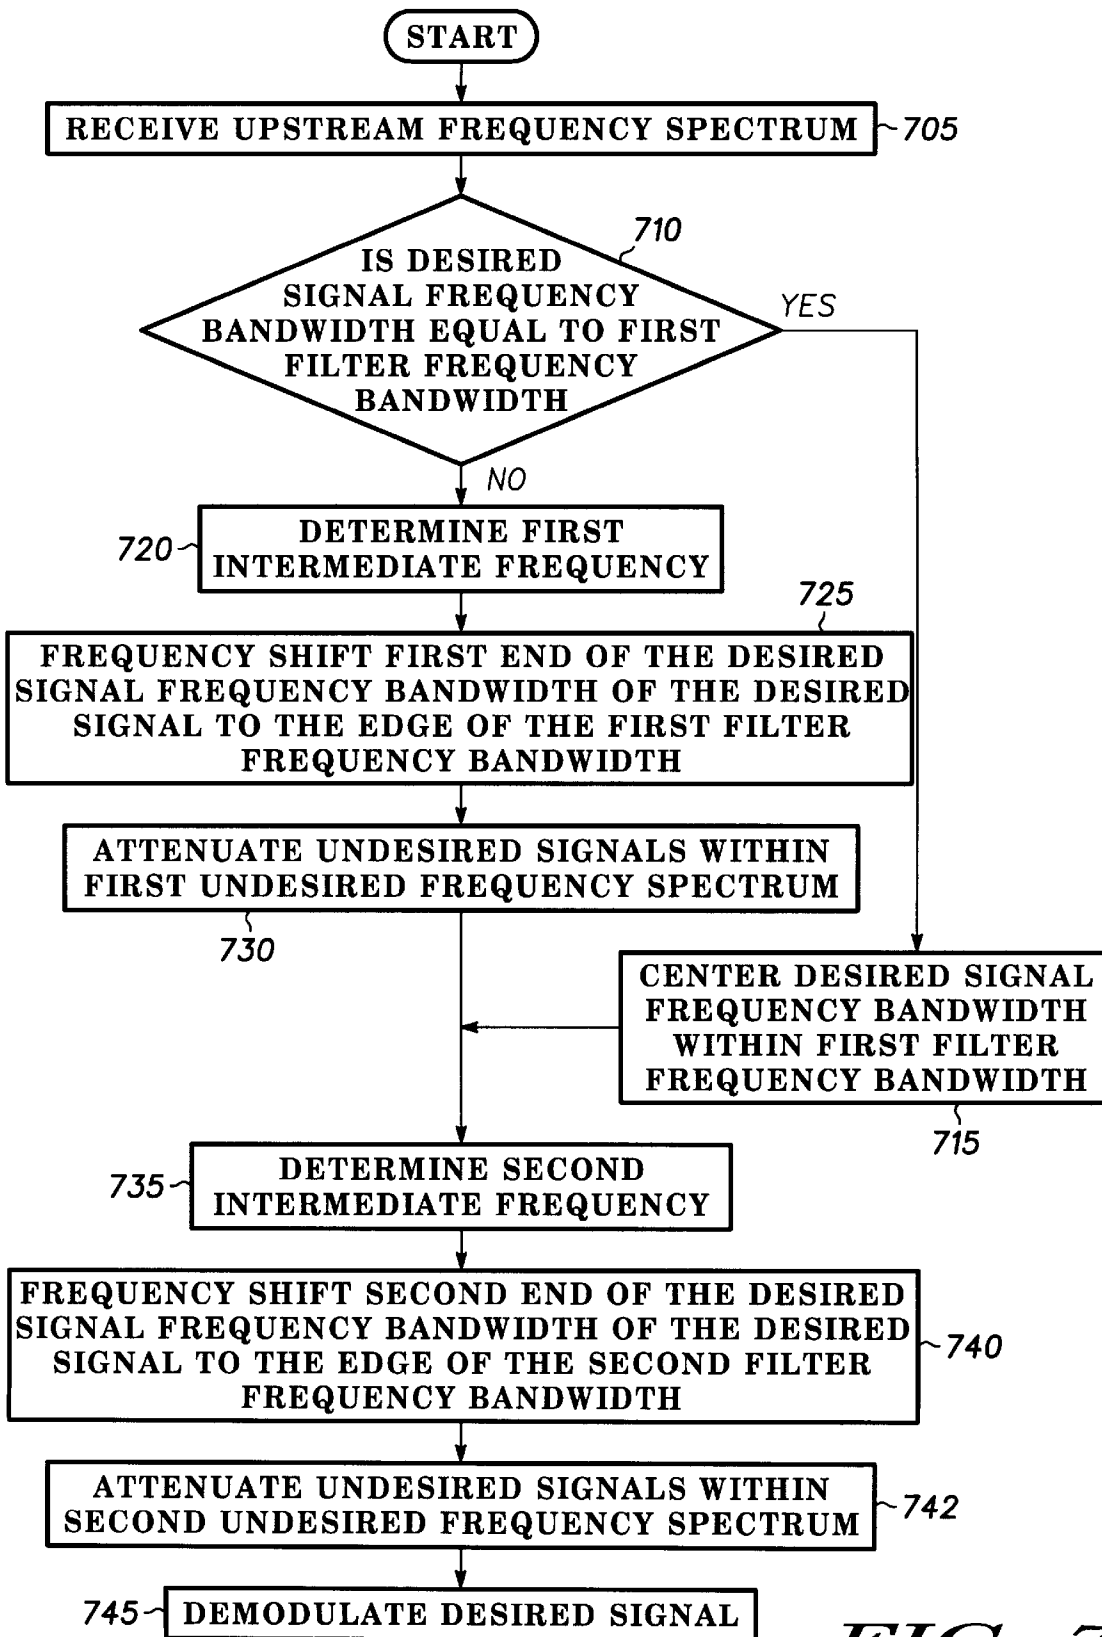 START
RECEIVE UPSTREAM FREQUENCY SPECTRUM
705
710
IS DESIRED
SIGNAL FREQUENCY
BANDWIDTH EQUAL TO FIRST
FILTER FREQUENCY
BANDWIDTH
YES
NO
720
DETERMINE FIRST
INTERMEDIATE FREQUENCY
725
FREQUENCY SHIFT FIRST END OF THE DESIRED
SIGNAL FREQUENCY BANDWIDTH OF THE DESIRED
SIGNAL TO THE EDGE OF THE FIRST FILTER
FREQUENCY BANDWIDTH
ATTENUATE UNDESIRED SIGNALS WITHIN
FIRST UNDESIRED FREQUENCY SPECTRUM
730
CENTER DESIRED SIGNAL
FREQUENCY BANDWIDTH
WITHIN FIRST FILTER
FREQUENCY BANDWIDTH
715
735
DETERMINE SECOND
INTERMEDIATE FREQUENCY
FREQUENCY SHIFT SECOND END OF THE DESIRED
SIGNAL FREQUENCY BANDWIDTH OF THE DESIRED
SIGNAL TO THE EDGE OF THE SECOND FILTER
FREQUENCY BANDWIDTH
740
ATTENUATE UNDESIRED SIGNALS WITHIN
SECOND UNDESIRED FREQUENCY SPECTRUM
742
745
DEMODULATE DESIRED SIGNAL
FIG. 7